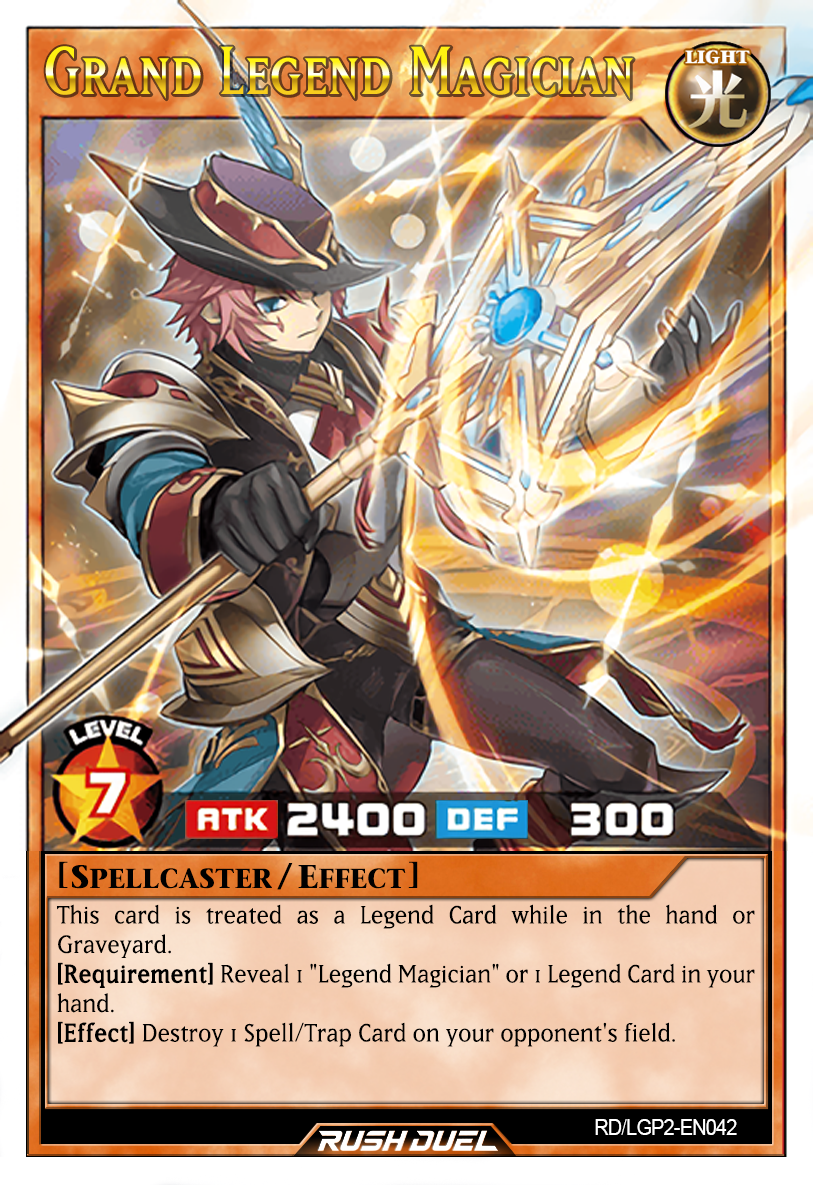 GRAND LEGEND MAGICIAN
LIGHT
光
LEVEL
7
ATK 2400 DEF 300
[SPELLCASTER / EFFECT]
This card is treated as a Legend Card while in the hand or
Graveyard.
[Requirement] Reveal 1 "Legend Magician" or 1 Legend Card in your
hand.
[Effect] Destroy 1 Spell/Trap Card on your opponent's field.
RD/LGP2-EN042
RUSH DUEL